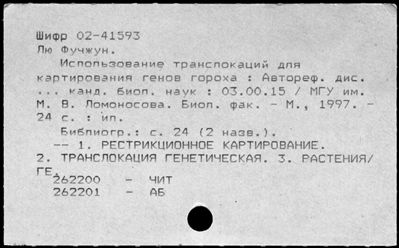 Шифр 02-41593
Лю Фучжун.
Использование транслокаций для
картирования генов гороха : Автореф. дис.
... канд. биол. наук : 03.00.15 / МГУ им.
М. В. Ломоносова. Биол. фак. - М., 1997. -
24 с. : ил.
Библиогр.: с. 24 (2 назв.).
-- 1. РЕСТРИКЦИОННОЕ КАРТИРОВАНИЕ.
2. ТРАНСЛОКАЦИЯ ГЕНЕТИЧЕСКАЯ. 3. РАСТЕНИЯ/
ГЕ.
262200 - ЧИТ
262201 - АБ